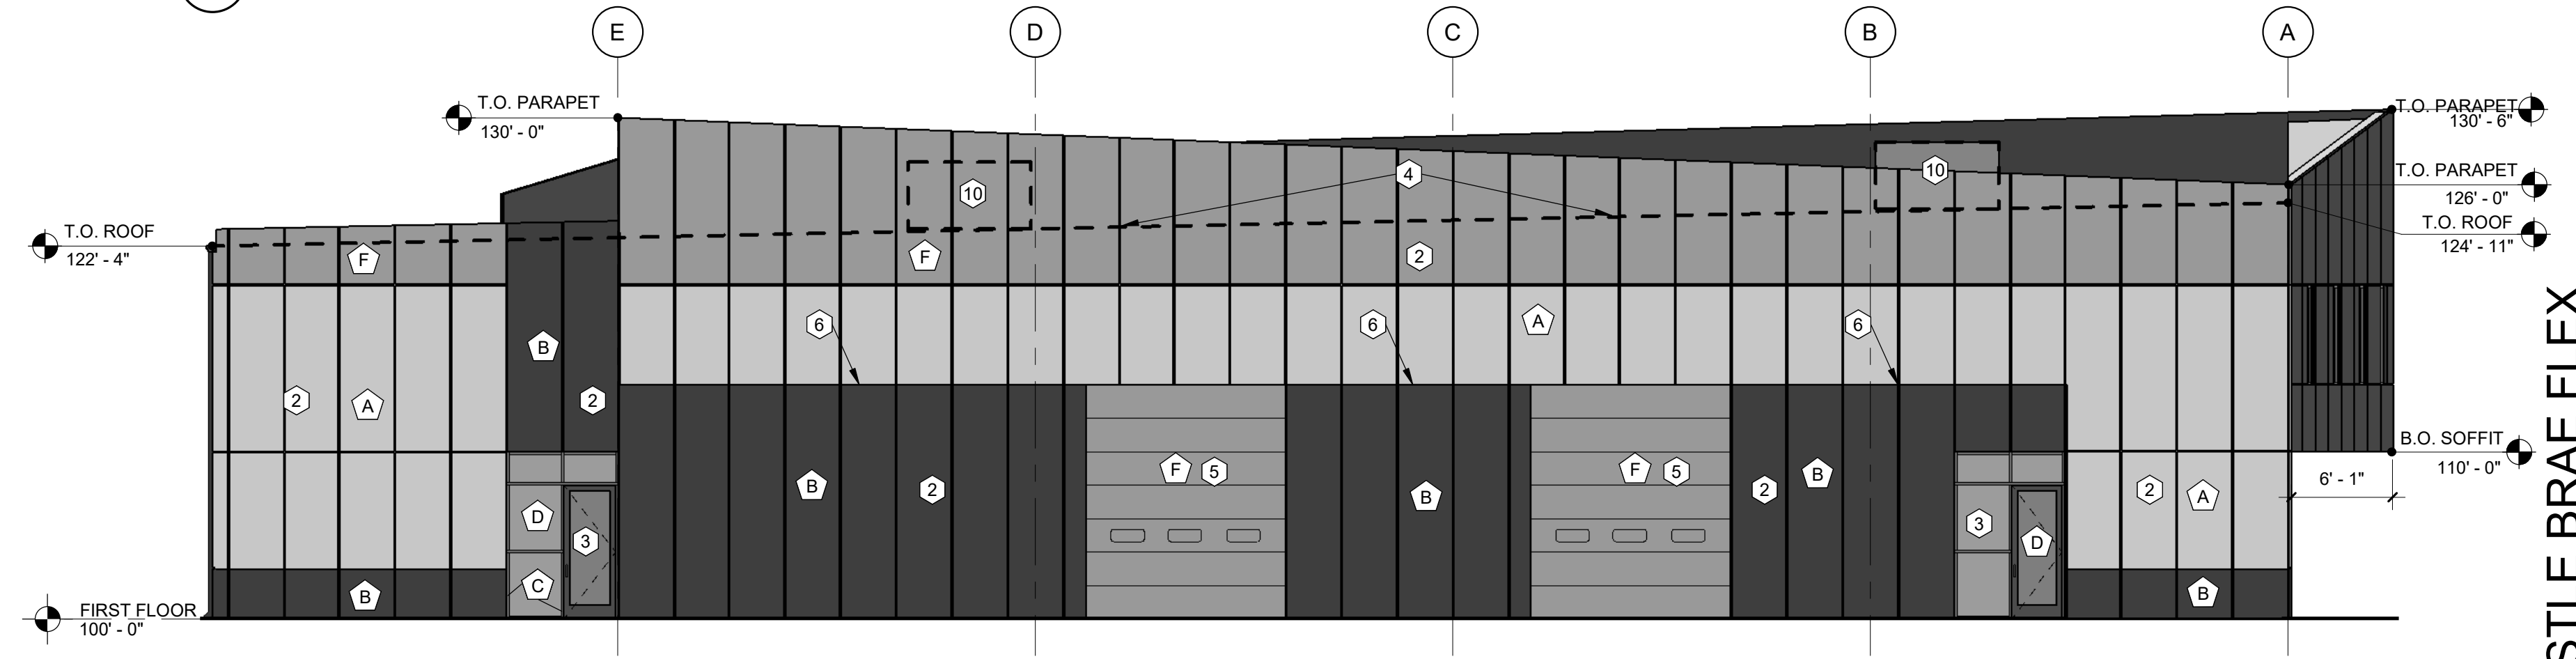 E
D
C
B
A
T.O. PARAPET
130' - 0"
T.O. PARAPET
130' - 6"
T.O. PARAPET
126' - 0"
T.O. ROOF
124' - 11"
T.O. ROOF
122' - 4"
10
4
10
F
F
2
6
6
A
6
B
2
A
2
B.O. SOFFIT
110' - 0"
6' - 1"
B
2
F
5
B
F
5
2
B
2
A
D
3
3
D
C
B
B
FIRST FLOOR
100' - 0"